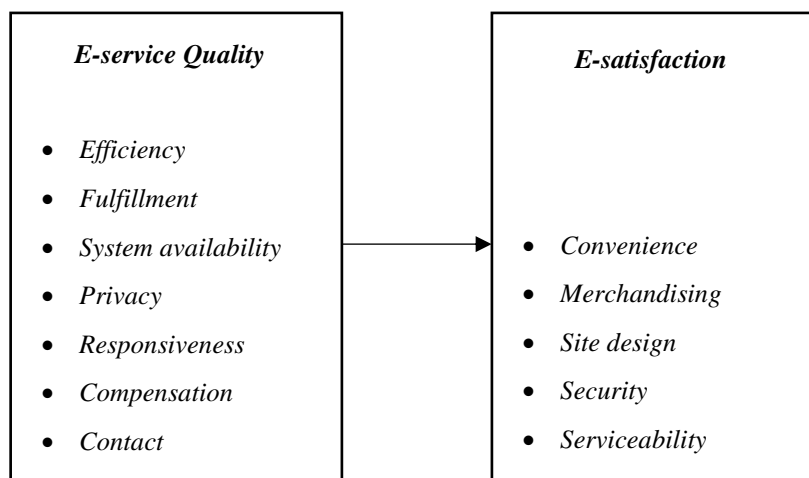 E-service Quality
• Efficiency
• Fulfillment
• System availability
• Privacy
• Responsiveness
• Compensation
• Contact
E-satisfaction
• Convenience
• Merchandising
• Site design
• Security
• Serviceability